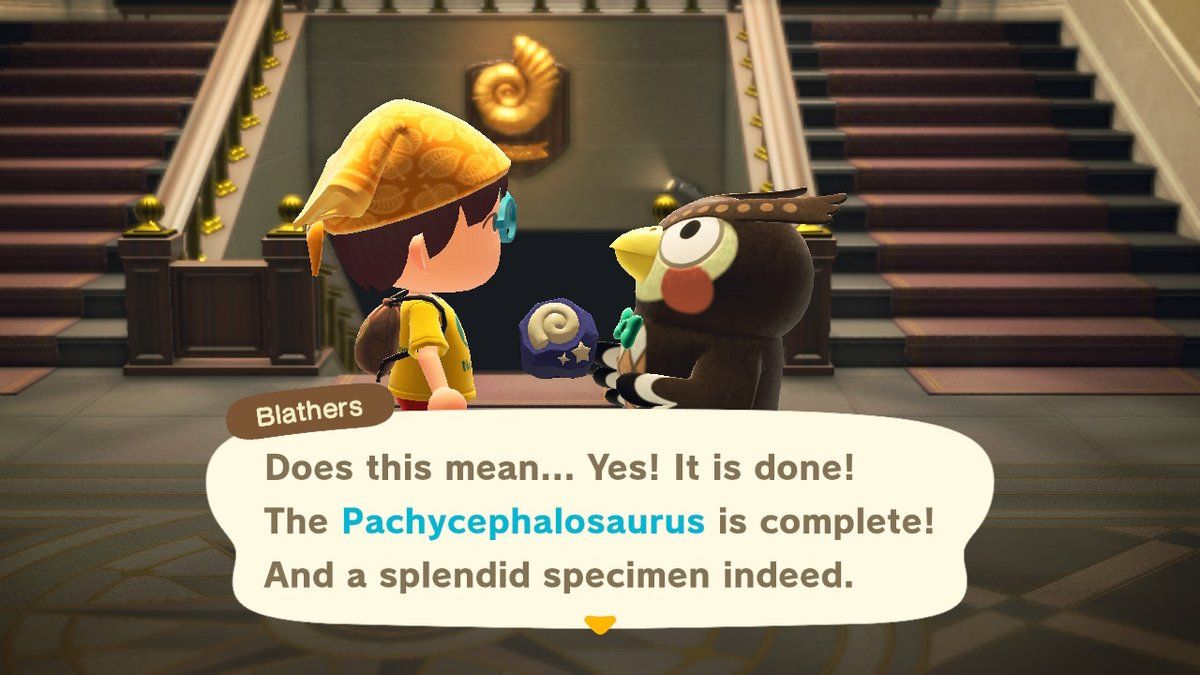 Blathers
Does this mean... Yes! It is done!
The Pachycephalosaurus is complete!
And a splendid specimen indeed.